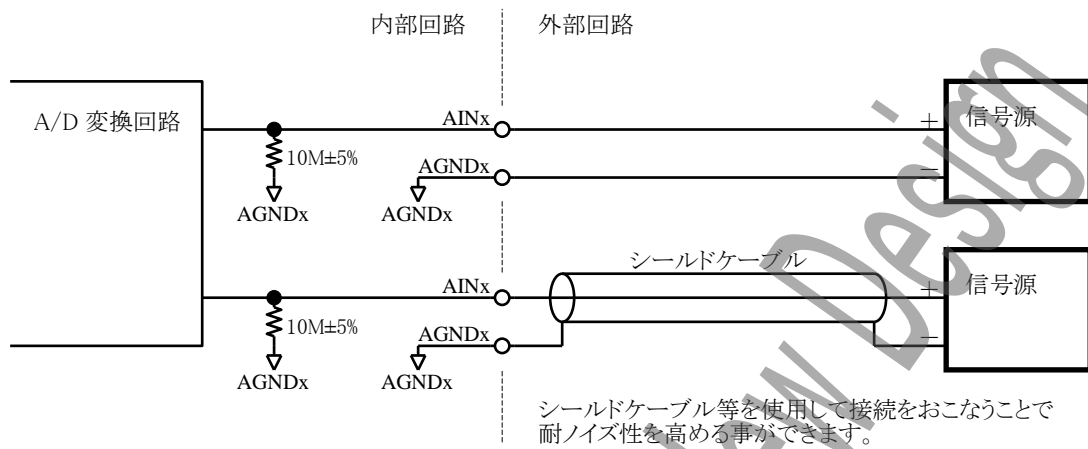 内部回路
外部回路
A/D 変換回路
AINx
10M±5%
AGNDx
AGNDx
AGNDx
+
−
信号源
シールドケーブル
AINx
10M±5%
AGNDx
AGNDx
AGNDx
+
−
信号源
シールドケーブル等を使用して接続をおこなうことで
耐ノイズ性を高める事ができます。
ew Design